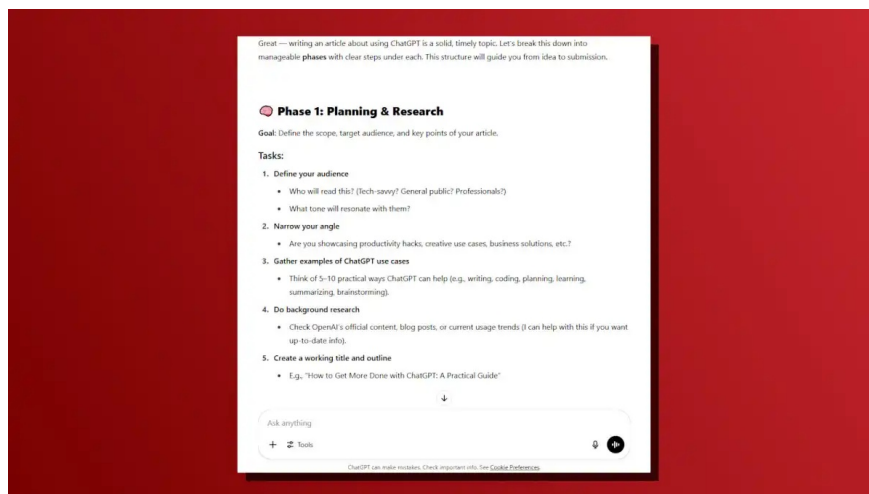 Great — writing an article about using ChatGPT is a solid, timely topic. Let's break this down into
manageable phases with clear steps under each. This structure will guide you from idea to submission.
🧠 Phase 1: Planning & Research
Goal: Define the scope, target audience, and key points of your article.
Tasks:
1. Define your audience
• Who will read this? (Tech-savvy? General public? Professionals?)
• What tone will resonate with them?
2. Narrow your angle
• Are you showcasing productivity hacks, creative use cases, business solutions, etc.?
3. Gather examples of ChatGPT use cases
• Think of 5–10 practical ways ChatGPT can help (e.g., writing, coding, planning, learning,
summarizing, brainstorming).
4. Do background research
• Check OpenAI's official content, blog posts, or current usage trends (I can help with this if you want
up-to-date info).
5. Create a working title and outline
• E.g., "How to Get More Done with ChatGPT: A Practical Guide"
Ask anything
Tools
ChatGPT can make mistakes. Check important info. See Cookie Preferences.